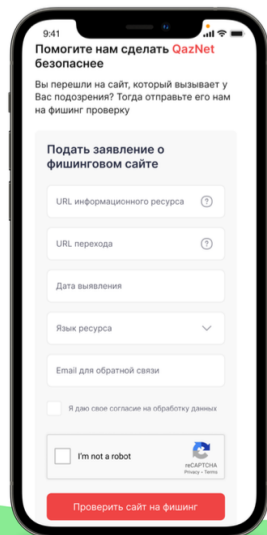 9:41
Помогите нам сделать QazNet
безопаснее
Вы перешли на сайт, который вызывает у
Вас подозрения? Тогда отправьте его нам
на фишинг проверку
Подать заявление о
фишинговом сайте
URL информационного ресурса ?
URL перехода ?
Дата выявления
Язык ресурса
Email для обратной связи
Я даю свое согласие на обработку данных
I'm not a robot
reCAPTCHA
Privacy - Terms
Проверить сайт на фишинг